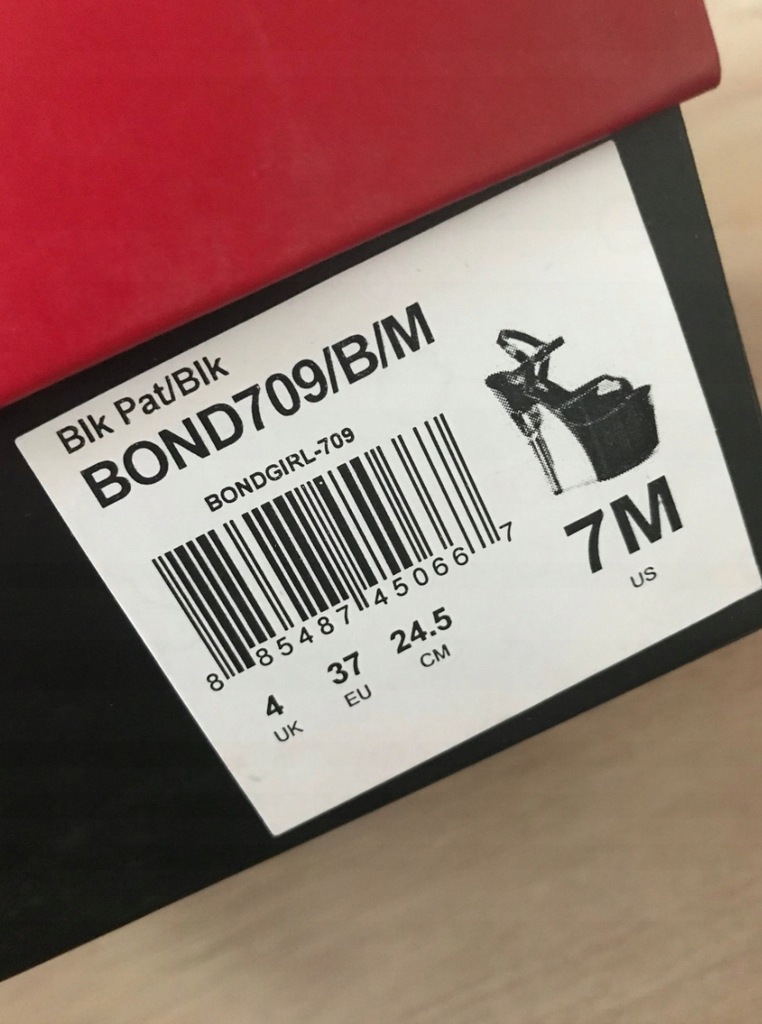 Blk Pat/Blk
BOND709/B/M
BONDGIRL-709
8 85487 45066 7
7M
US
4
UK
37
EU
24.5
CM